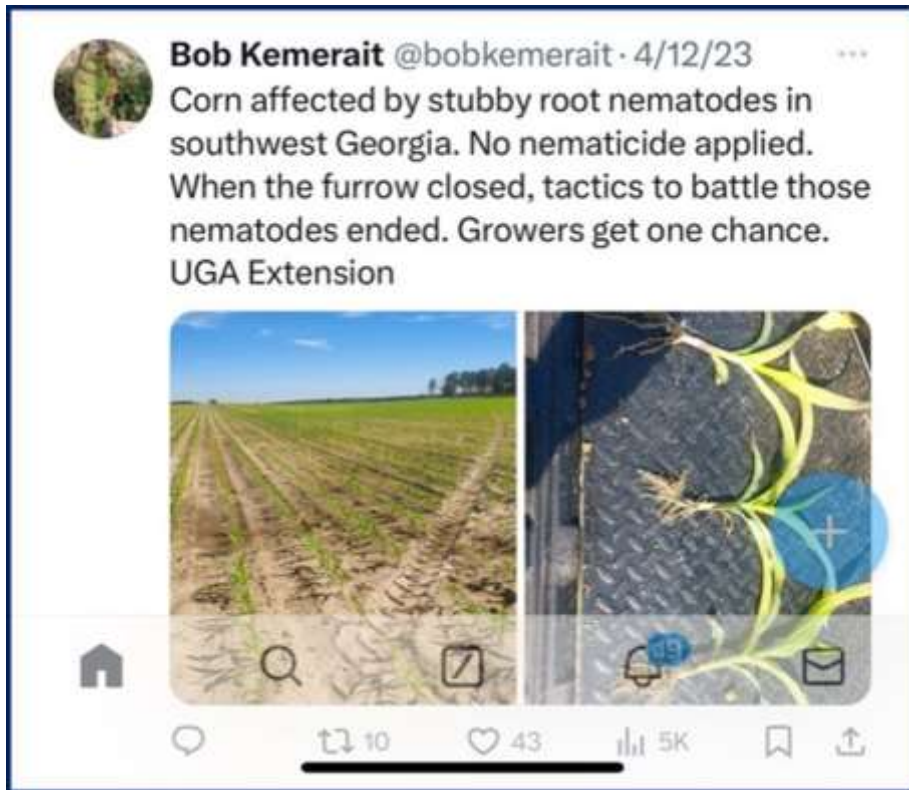 Bob Kemerait @bobkemerait · 4/12/23
Corn affected by stubby root nematodes in
southwest Georgia. No nematicide applied.
When the furrow closed, tactics to battle those
nematodes ended. Growers get one chance.
UGA Extension
10 43 5K